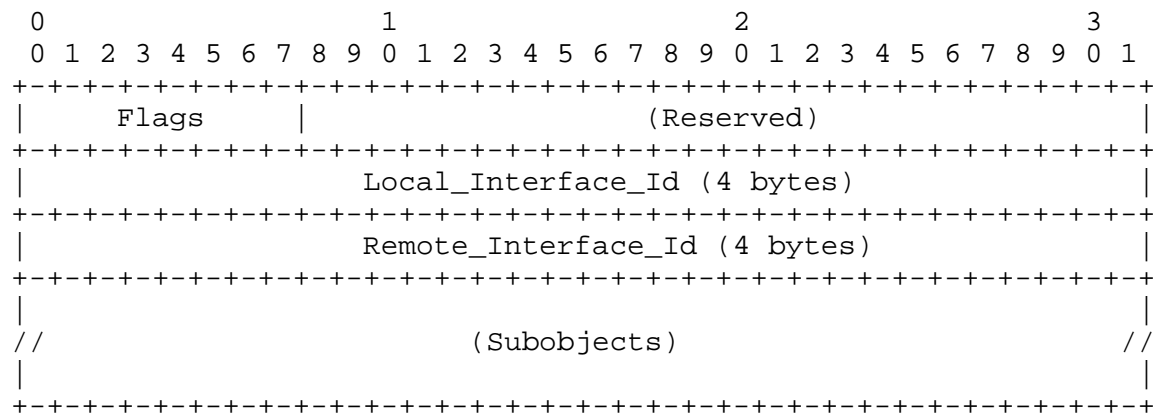 0                   1                   2                   3
 0 1 2 3 4 5 6 7 8 9 0 1 2 3 4 5 6 7 8 9 0 1 2 3 4 5 6 7 8 9 0 1
+-+-+-+-+-+-+-+-+-+-+-+-+-+-+-+-+-+-+-+-+-+-+-+-+-+-+-+-+-+-+-+-+
|     Flags     |                   (Reserved)                  |
+-+-+-+-+-+-+-+-+-+-+-+-+-+-+-+-+-+-+-+-+-+-+-+-+-+-+-+-+-+-+-+-+
|                   Local_Interface_Id (4 bytes)                |
+-+-+-+-+-+-+-+-+-+-+-+-+-+-+-+-+-+-+-+-+-+-+-+-+-+-+-+-+-+-+-+-+
|                   Remote_Interface_Id (4 bytes)               |
+-+-+-+-+-+-+-+-+-+-+-+-+-+-+-+-+-+-+-+-+-+-+-+-+-+-+-+-+-+-+-+-+
|                                                               |
//                        (Subobjects)                         //
|                                                               |
+-+-+-+-+-+-+-+-+-+-+-+-+-+-+-+-+-+-+-+-+-+-+-+-+-+-+-+-+-+-+-+-+